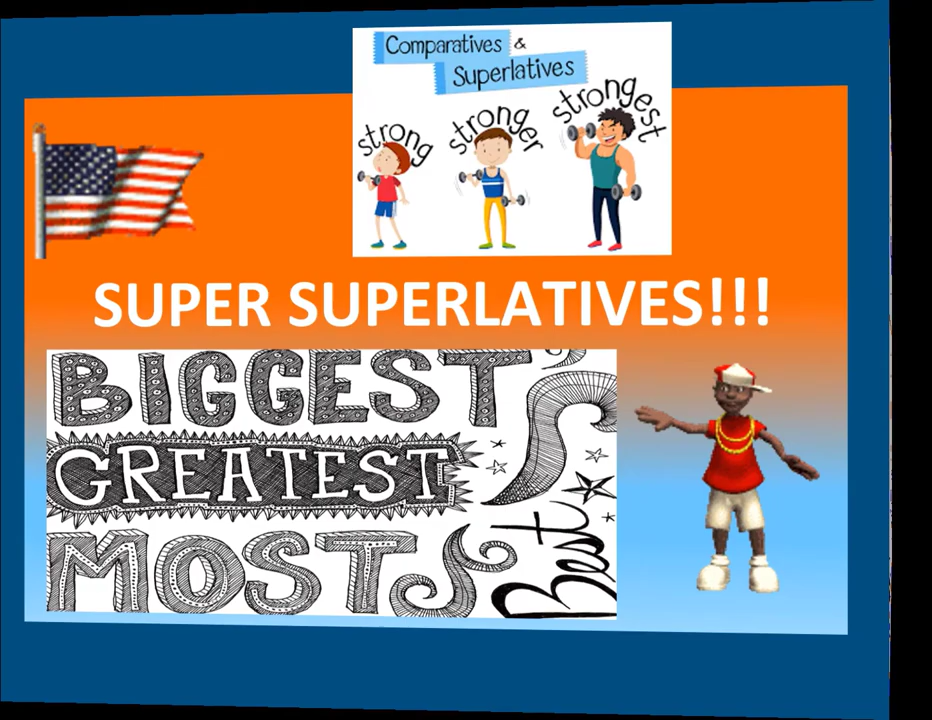 Comparatives &
Superlatives
strong
stronger
strongest
SUPER SUPERLATIVES!!!
BIGGEST
GREATEST
MOST
Best